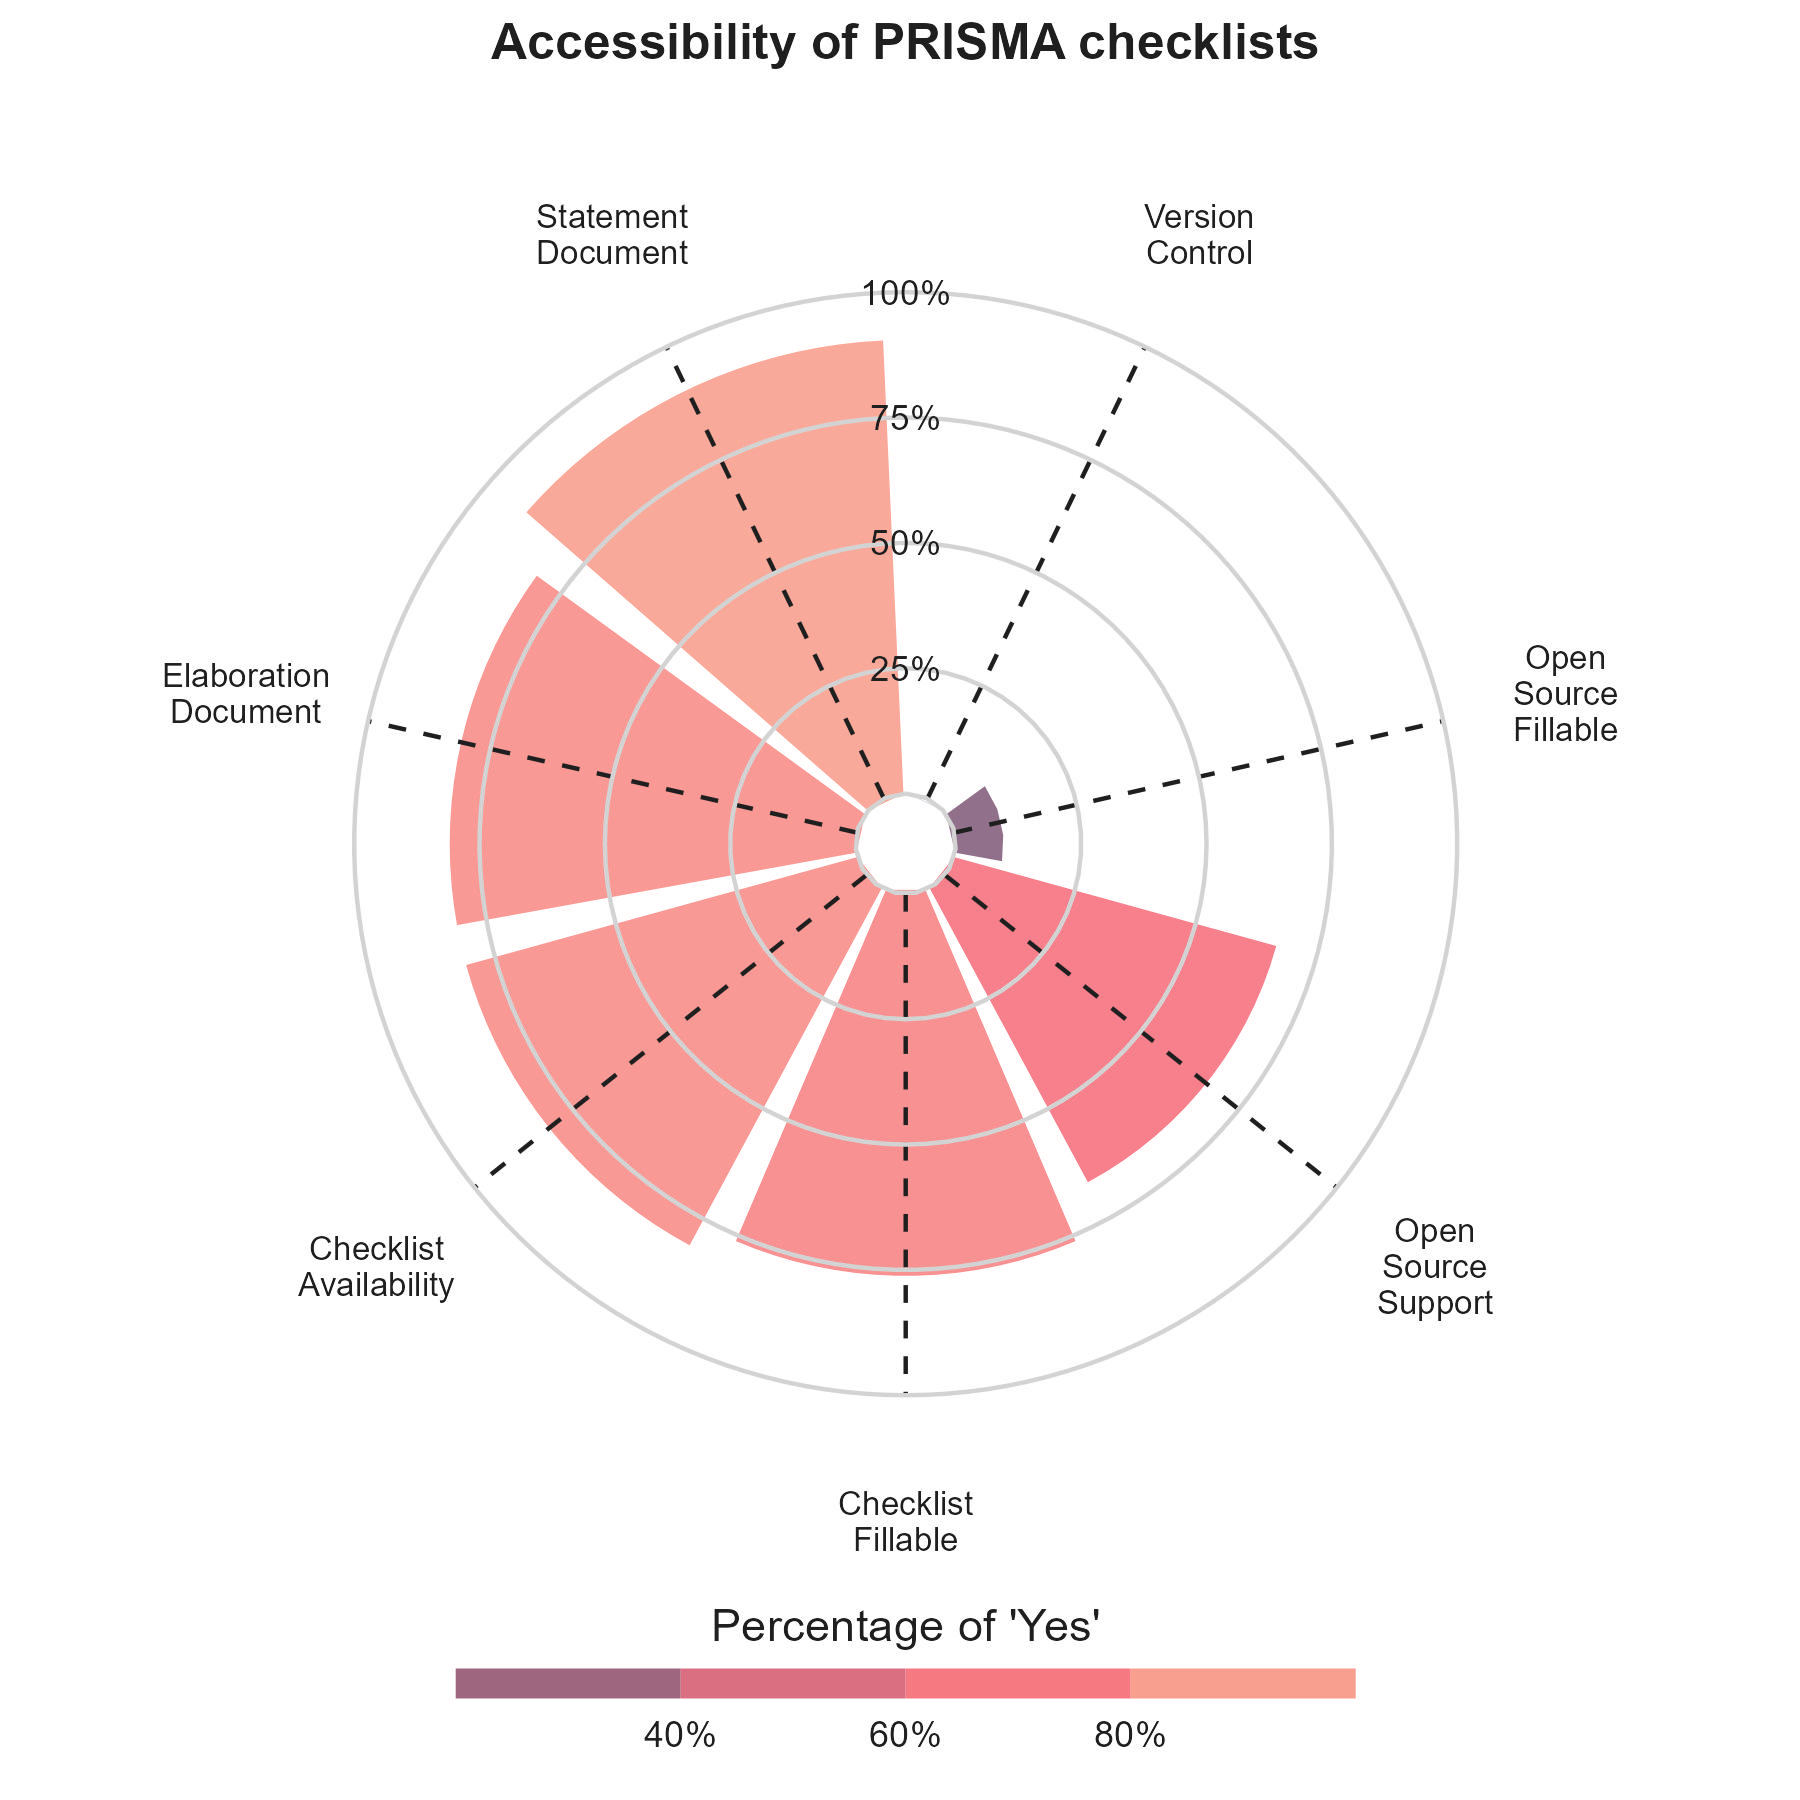 Accessibility of PRISMA checklists
Statement
Document
Version
Control
100%
75%
50%
25%
Elaboration
Document
Open
Source
Fillable
Checklist
Availability
Open
Source
Support
Checklist
Fillable
Percentage of 'Yes'
40%
60%
80%